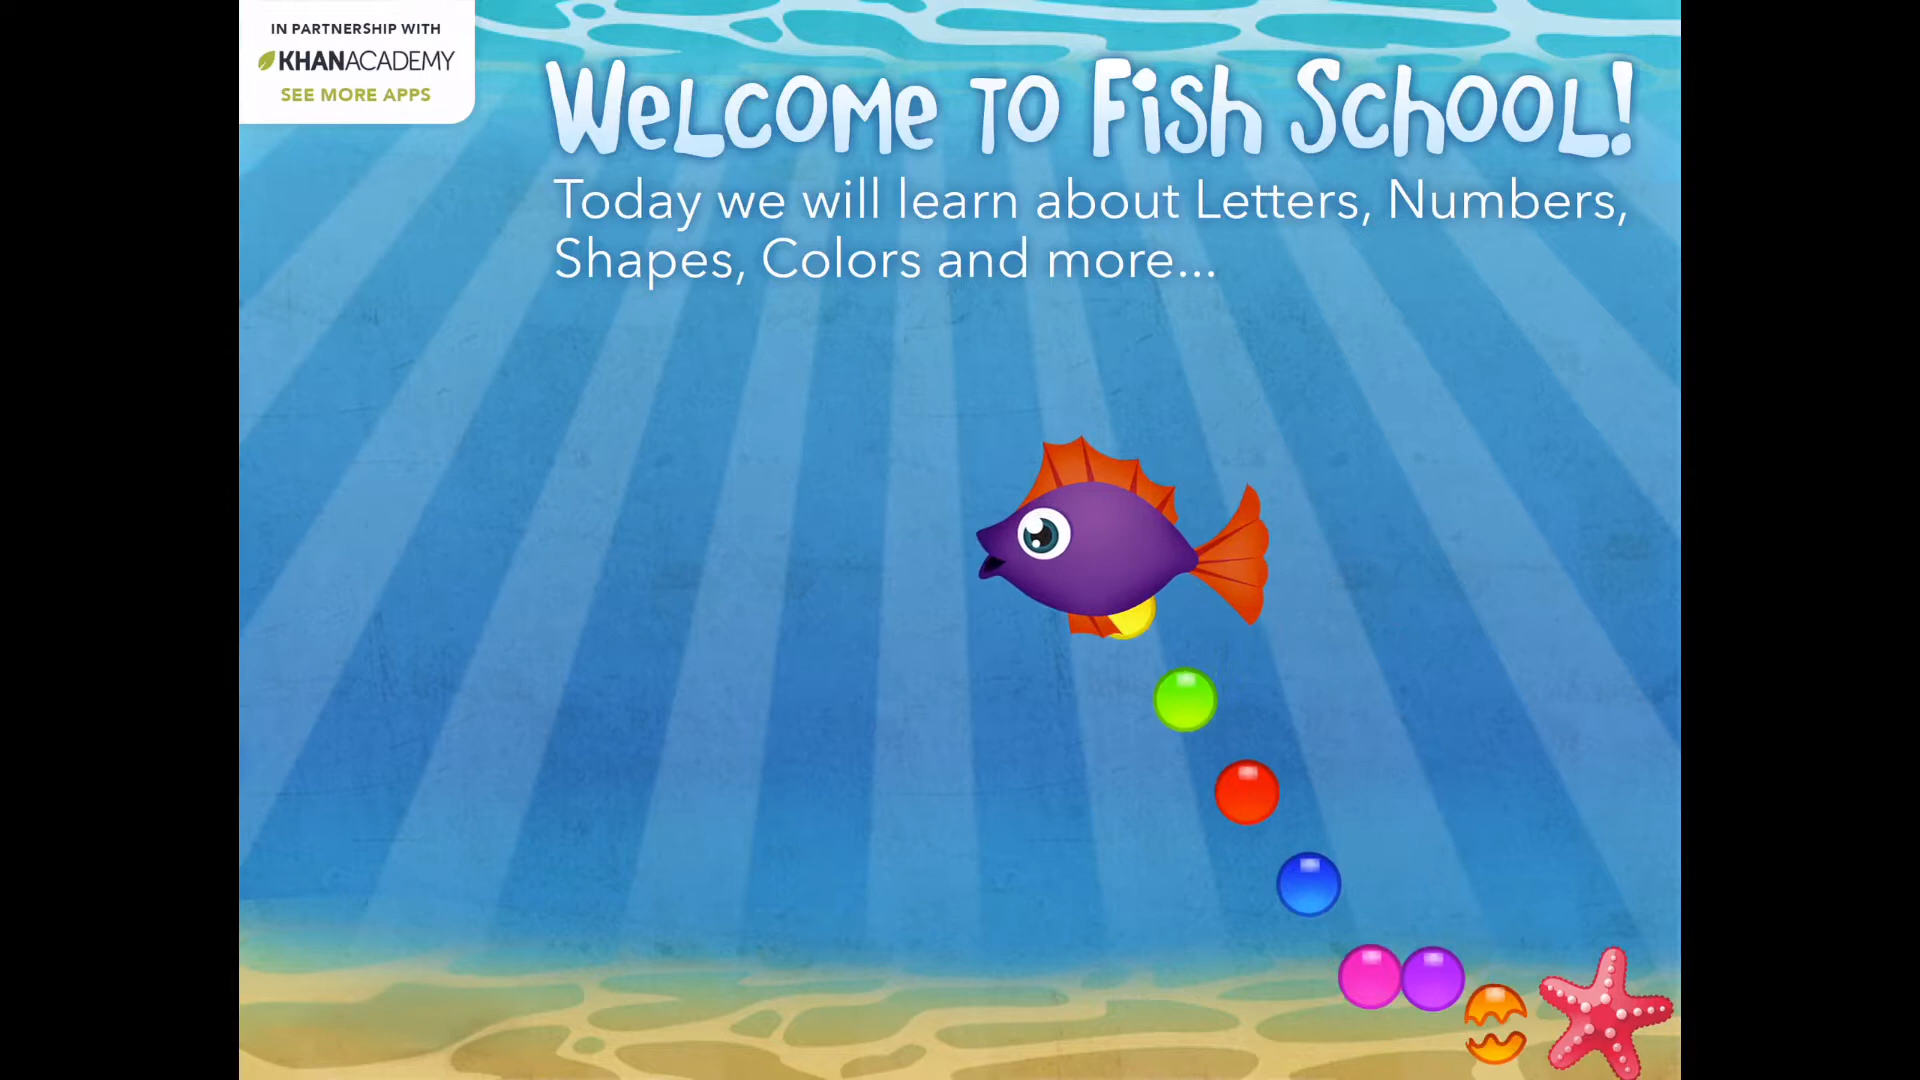 IN PARTNERSHIP WITH
KHANACADEMY
SEE MORE APPS
WELCOME TO FISH SCHOOL!
Today we will learn about Letters, Numbers,
Shapes, Colors and more...